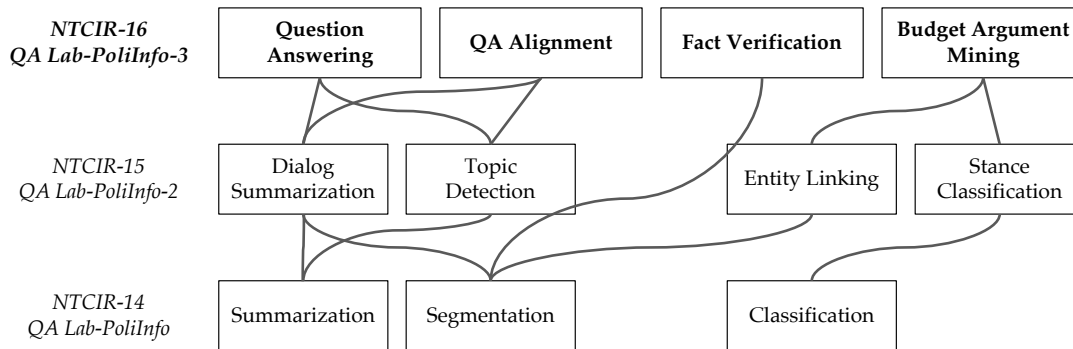 NTCIR-16
QA Lab-PoliInfo-3
Question
Answering
QA Alignment
Fact Verification
Budget Argument
Mining
NTCIR-15
QA Lab-PoliInfo-2
Dialog
Summarization
Topic
Detection
Entity Linking
Stance
Classification
NTCIR-14
QA Lab-PoliInfo
Summarization
Segmentation
Classification